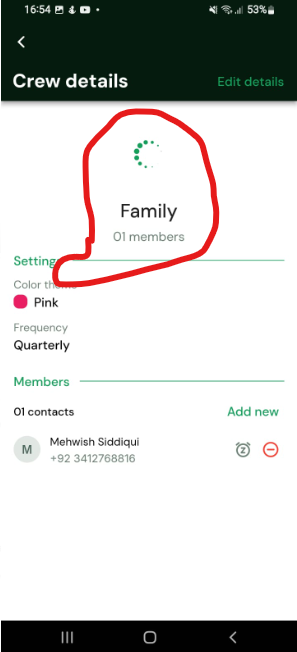 16:54 53%
Crew details
Edit details
Family
01 members
Setting
Color
Pink
Frequency
Quarterly
Members
01 contacts
Add new
M
Mehwish Siddiqui
+92 3412768816
z